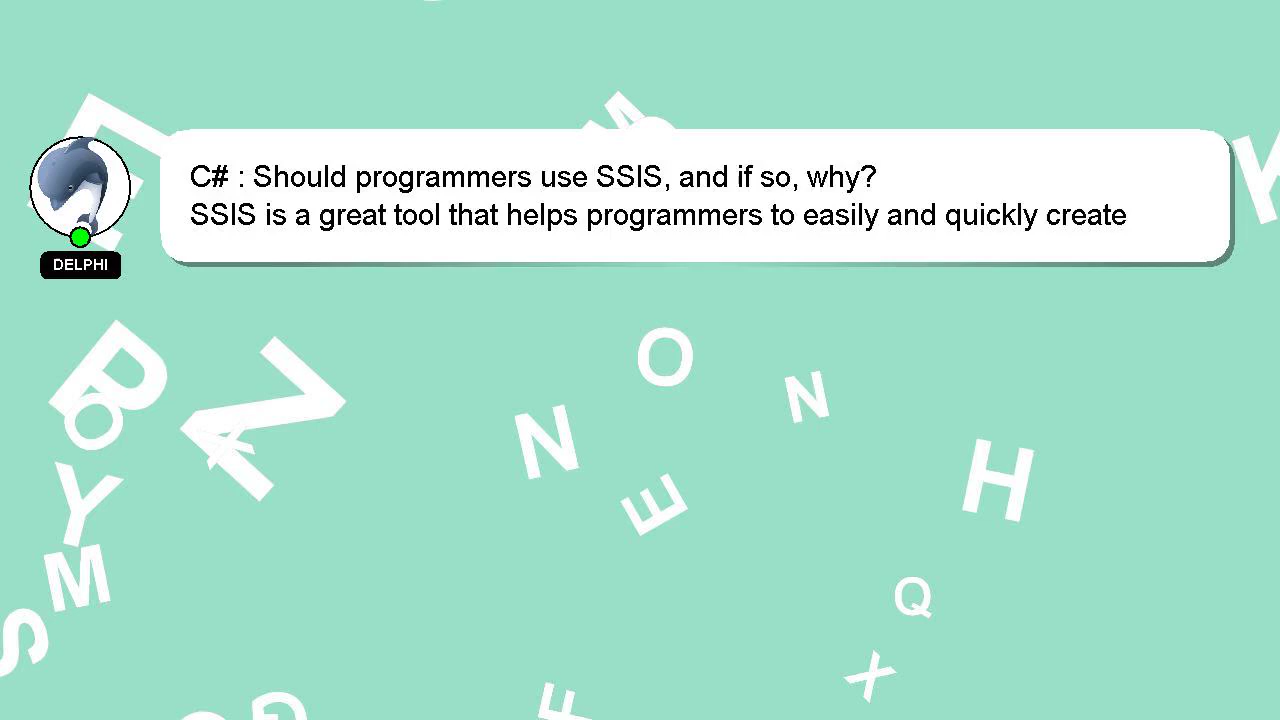 C# : Should programmers use SSIS, and if so, why?
SSIS is a great tool that helps programmers to easily and quickly create
DELPHI
Y
B
O
Z
A
N
O
N
E
H
Y
M
S
Q
X
G
F